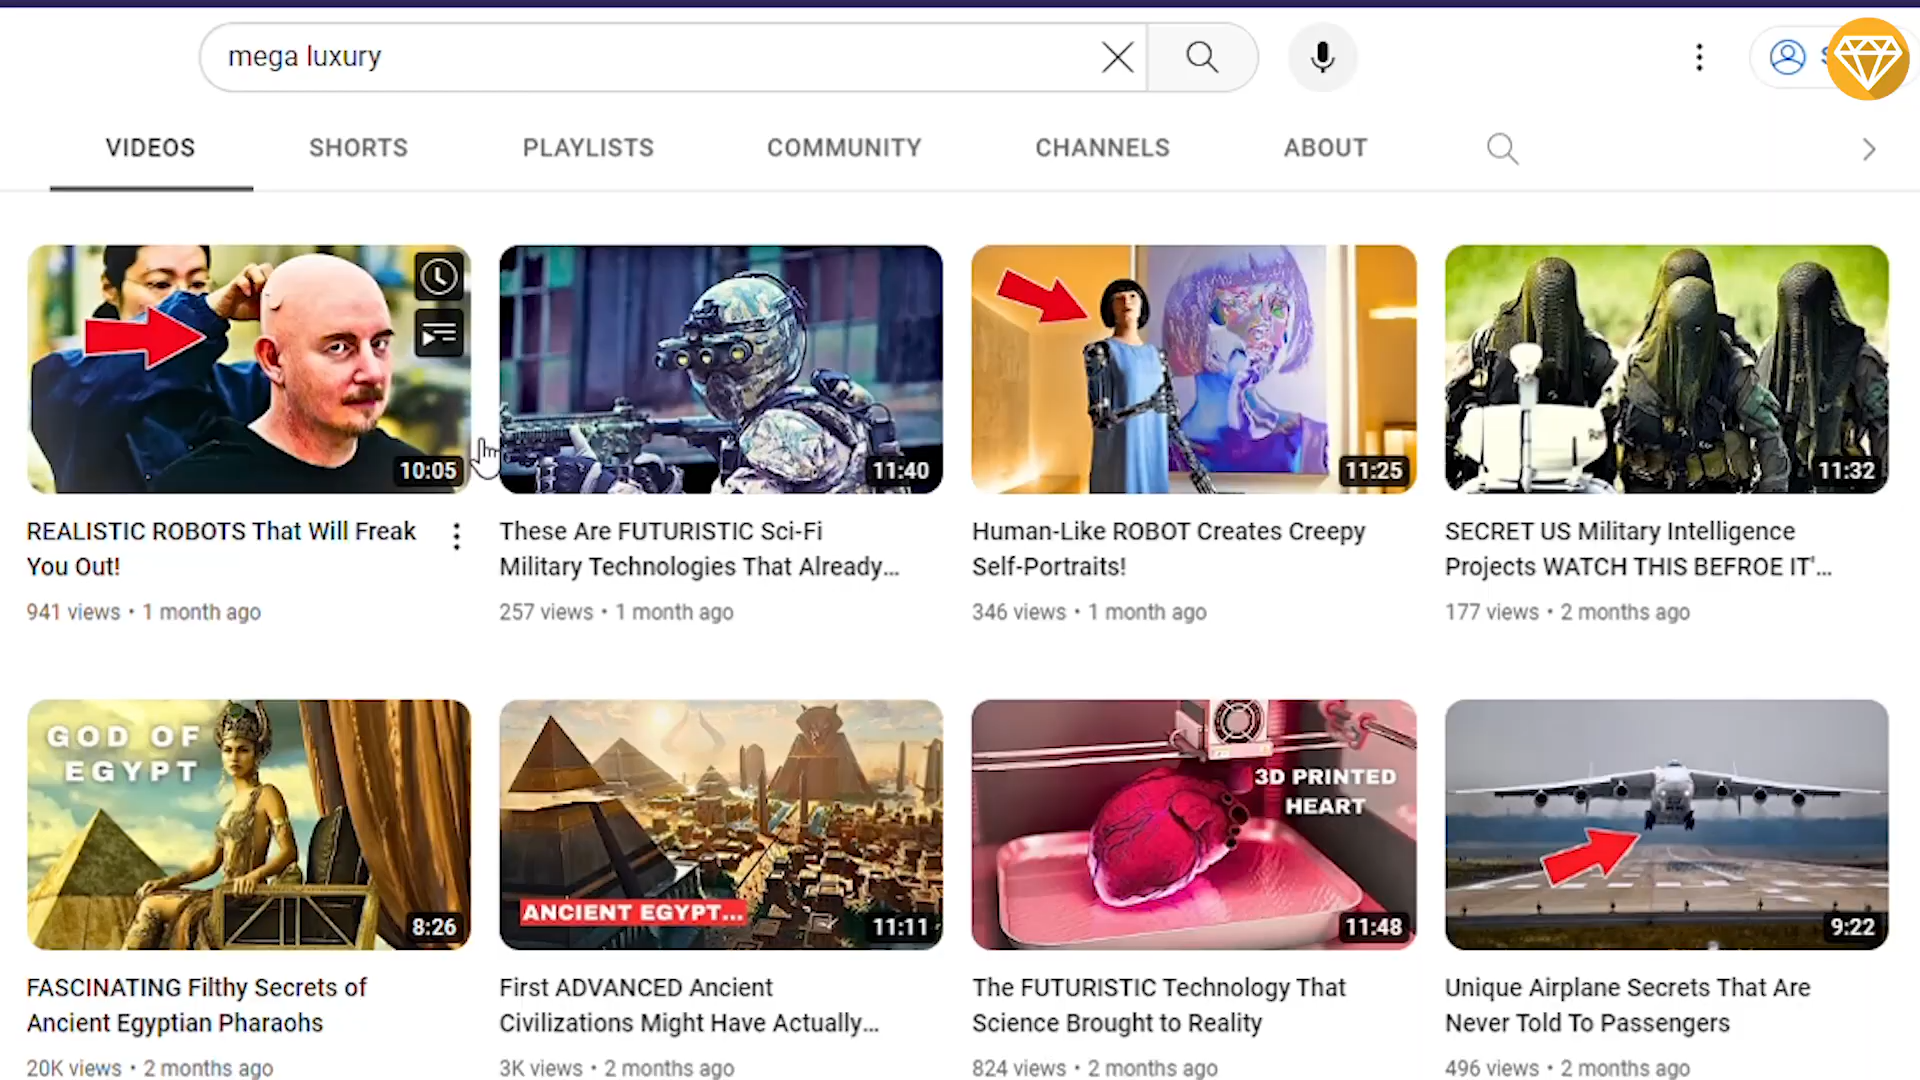 mega luxury
VIDEOS SHORTS PLAYLISTS COMMUNITY CHANNELS ABOUT
10:05
11:40
11:25
11:32
REALISTIC ROBOTS That Will Freak
You Out!
941 views • 1 month ago
These Are FUTURISTIC Sci-Fi
Military Technologies That Already...
257 views • 1 month ago
Human-Like ROBOT Creates Creepy
Self-Portraits!
346 views • 1 month ago
SECRET US Military Intelligence
Projects WATCH THIS BEFROE IT'...
177 views • 2 months ago
GOD OF
EGYPT
8:26
ANCIENT EGYPT...
11:11
3D PRINTED
HEART
11:48
9:22
FASCINATING Filthy Secrets of
Ancient Egyptian Pharaohs
20K views • 2 months ago
First ADVANCED Ancient
Civilizations Might Have Actually...
3K views • 2 months ago
The FUTURISTIC Technology That
Science Brought to Reality
824 views • 2 months ago
Unique Airplane Secrets That Are
Never Told To Passengers
496 views • 2 months ago